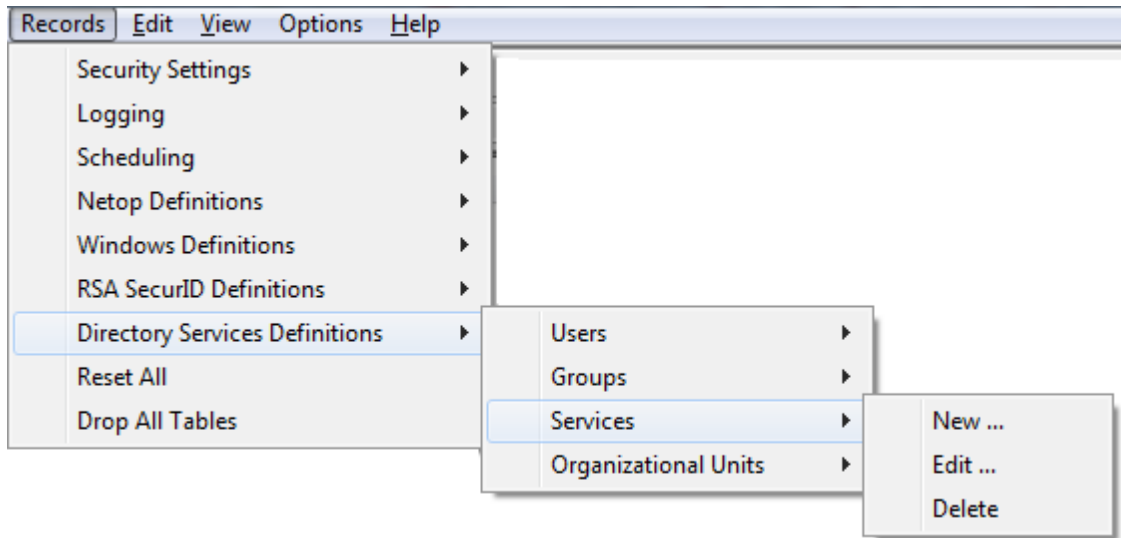 Records Edit View Options Help
Security Settings
Logging
Scheduling
Netop Definitions
Windows Definitions
RSA SecurID Definitions
Directory Services Definitions
Reset All
Drop All Tables
Users
Groups
Services
Organizational Units
New ...
Edit ...
Delete